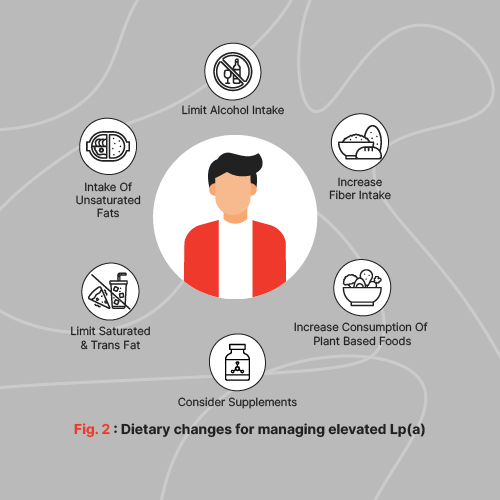 Limit Alcohol Intake
Increase
Fiber Intake
Increase Consumption Of
Plant Based Foods
Consider Supplements
Limit Saturated
& Trans Fat
Intake Of
Unsaturated
Fats
Fig. 2 : Dietary changes for managing elevated Lp(a)